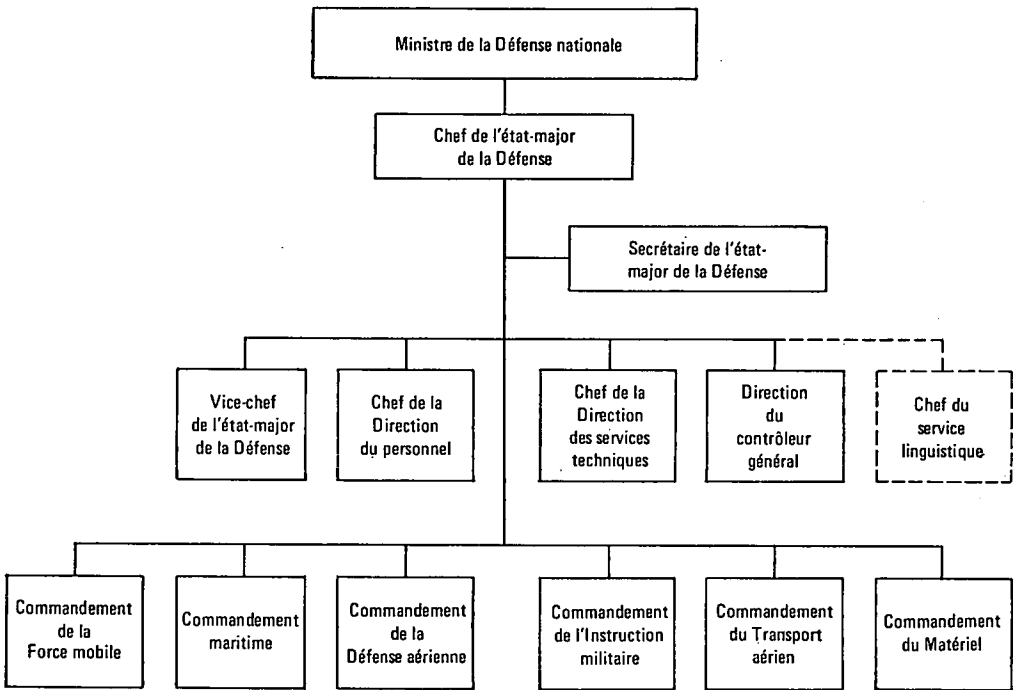 Ministre de la Défense nationale
Chef de l'état-major
de la Défense
Secrétaire de l'état-
major de la Défense
Vice-chef
de l'état-major
de la Défense
Chef de la
Direction
du personnel
Chef de la
Direction
des services
techniques
Direction
du
contrôleur
général
Chef du
service
linguistique
Commandement
de la
Force mobile
Commandement
maritime
Commandement
de la
Défense aérienne
Commandement
de l'Instruction
militaire
Commandement
du Transport
aérien
Commandement
du Matériel